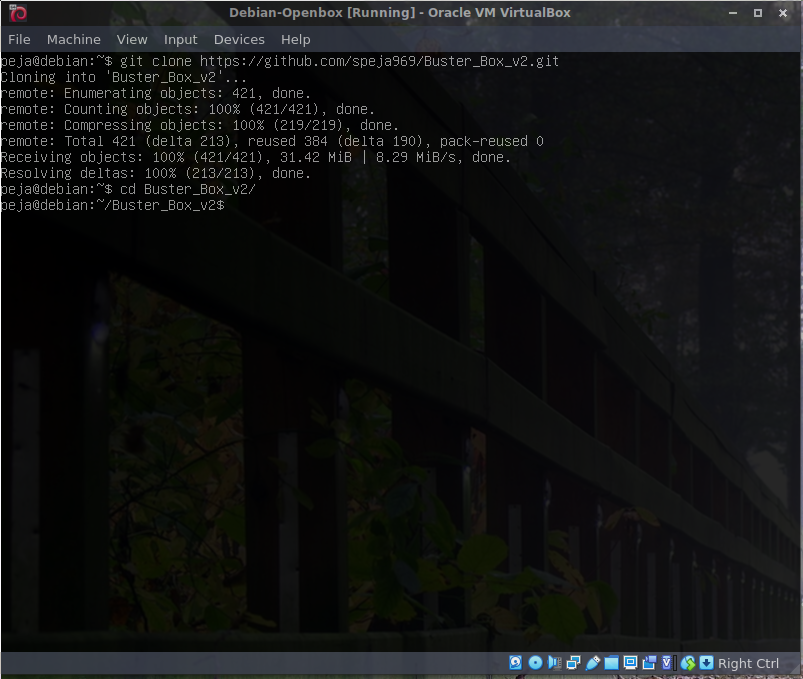 Debian-Openbox [Running] - Oracle VM VirtualBox
File Machine View Input Devices Help
peja@debian:~$ git clone https://github.com/speja969/Buster_Box_v2.git
Cloning into 'Buster_Box_v2'...
remote: Enumerating objects: 421, done.
remote: Counting objects: 100% (421/421), done.
remote: Compressing objects: 100% (219/219), done.
remote: Total 421 (delta 213), reused 384 (delta 190), pack-reused 0
Receiving objects: 100% (421/421), 31.42 MiB | 8.29 MiB/s, done.
Resolving deltas: 100% (213/213), done.
peja@debian:~$ cd Buster_Box_v2/
peja@debian:~/Buster_Box_v2$
Right Ctrl